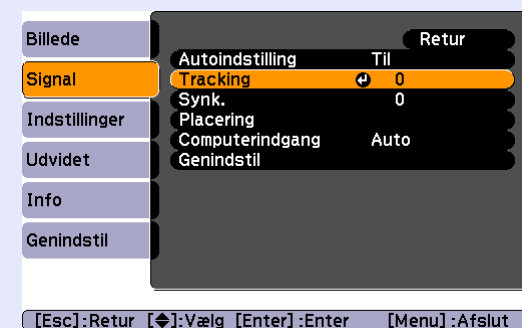 Billede
Signal
Indstillinger
Udvidet
Info
Genindstil
Retur
Autoindstilling Til
Tracking 0
Synk. 0
Placering
Computerindgang Auto
Genindstil
[Esc]:Retur [◆]:Vælg [Enter]:Enter [Menu]:Afslut